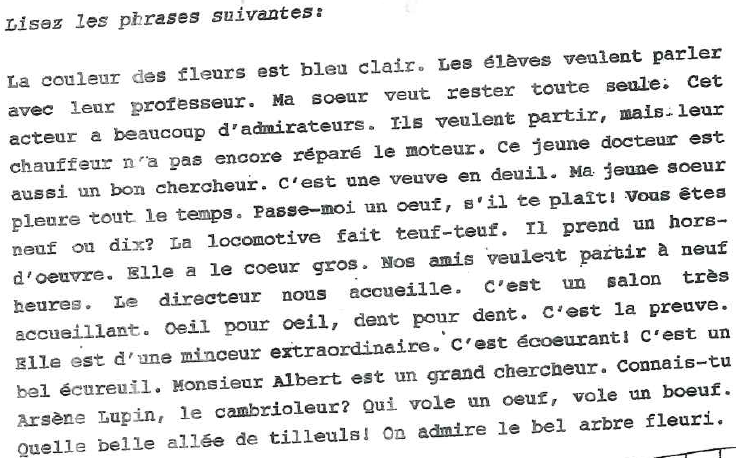 Lisez les phrases suivantes:
La couleur des fleurs est bleu clair. Les élèves veulent parler
avec leur professeur. Ma soeur veut rester toute seule. Cet
acteur a beaucoup d'admirateurs. Ils veulent partir, mais leur
chauffeur n'a pas encore réparé le moteur. Ce jeune docteur est
aussi un bon chercheur. C'est une veuve en deuil. Ma jeune soeur
pleure tout le temps. Passe-moi un oeuf, s'il te plaît! Vous êtes
neuf ou dix? La locomotive fait teuf-teuf. Il prend un hors-
d'oeuvre. Elle a le coeur gros. Nos amis veulent partir à neuf
heures. Le directeur nous accueille. C'est un salon très
accueillant. Oeil pour oeil, dent pour dent. C'est la preuve.
Elle est d'une minceur extraordinaire. C'est écoeurant! C'est un
bel écureuil. Monsieur Albert est un grand chercheur. Connais-tu
Arsène Lupin, le cambrioleur? Qui vole un oeuf, vole un boeuf.
Quelle belle allée de tilleuls! On admire le bel arbre fleuri.